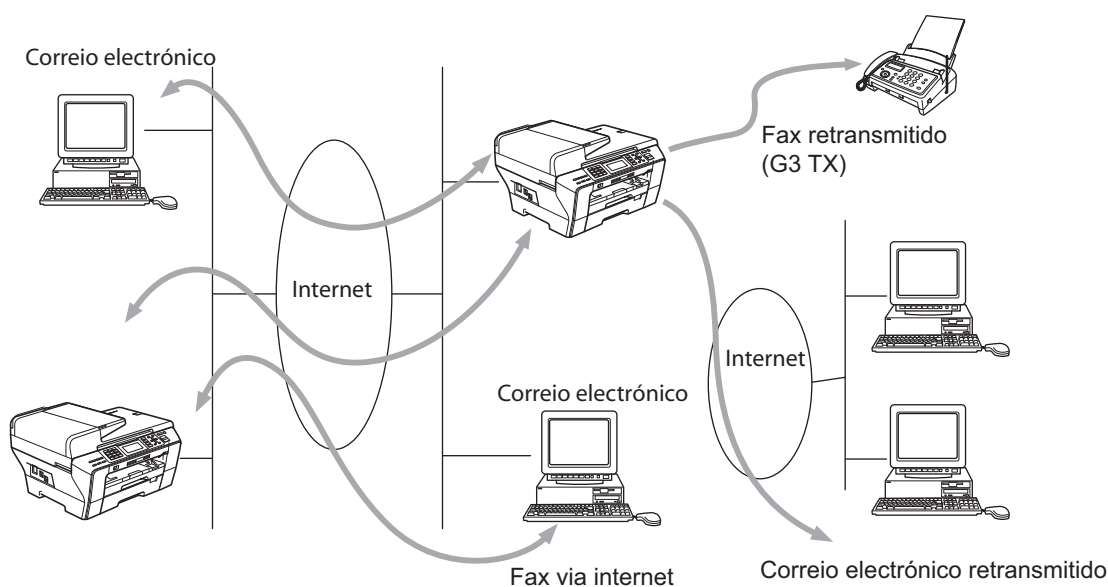 Correio electrónico
Fax retransmitido
(G3 TX)
Internet
Internet
Correio electrónico
Fax via internet
Correio electrónico retransmitido